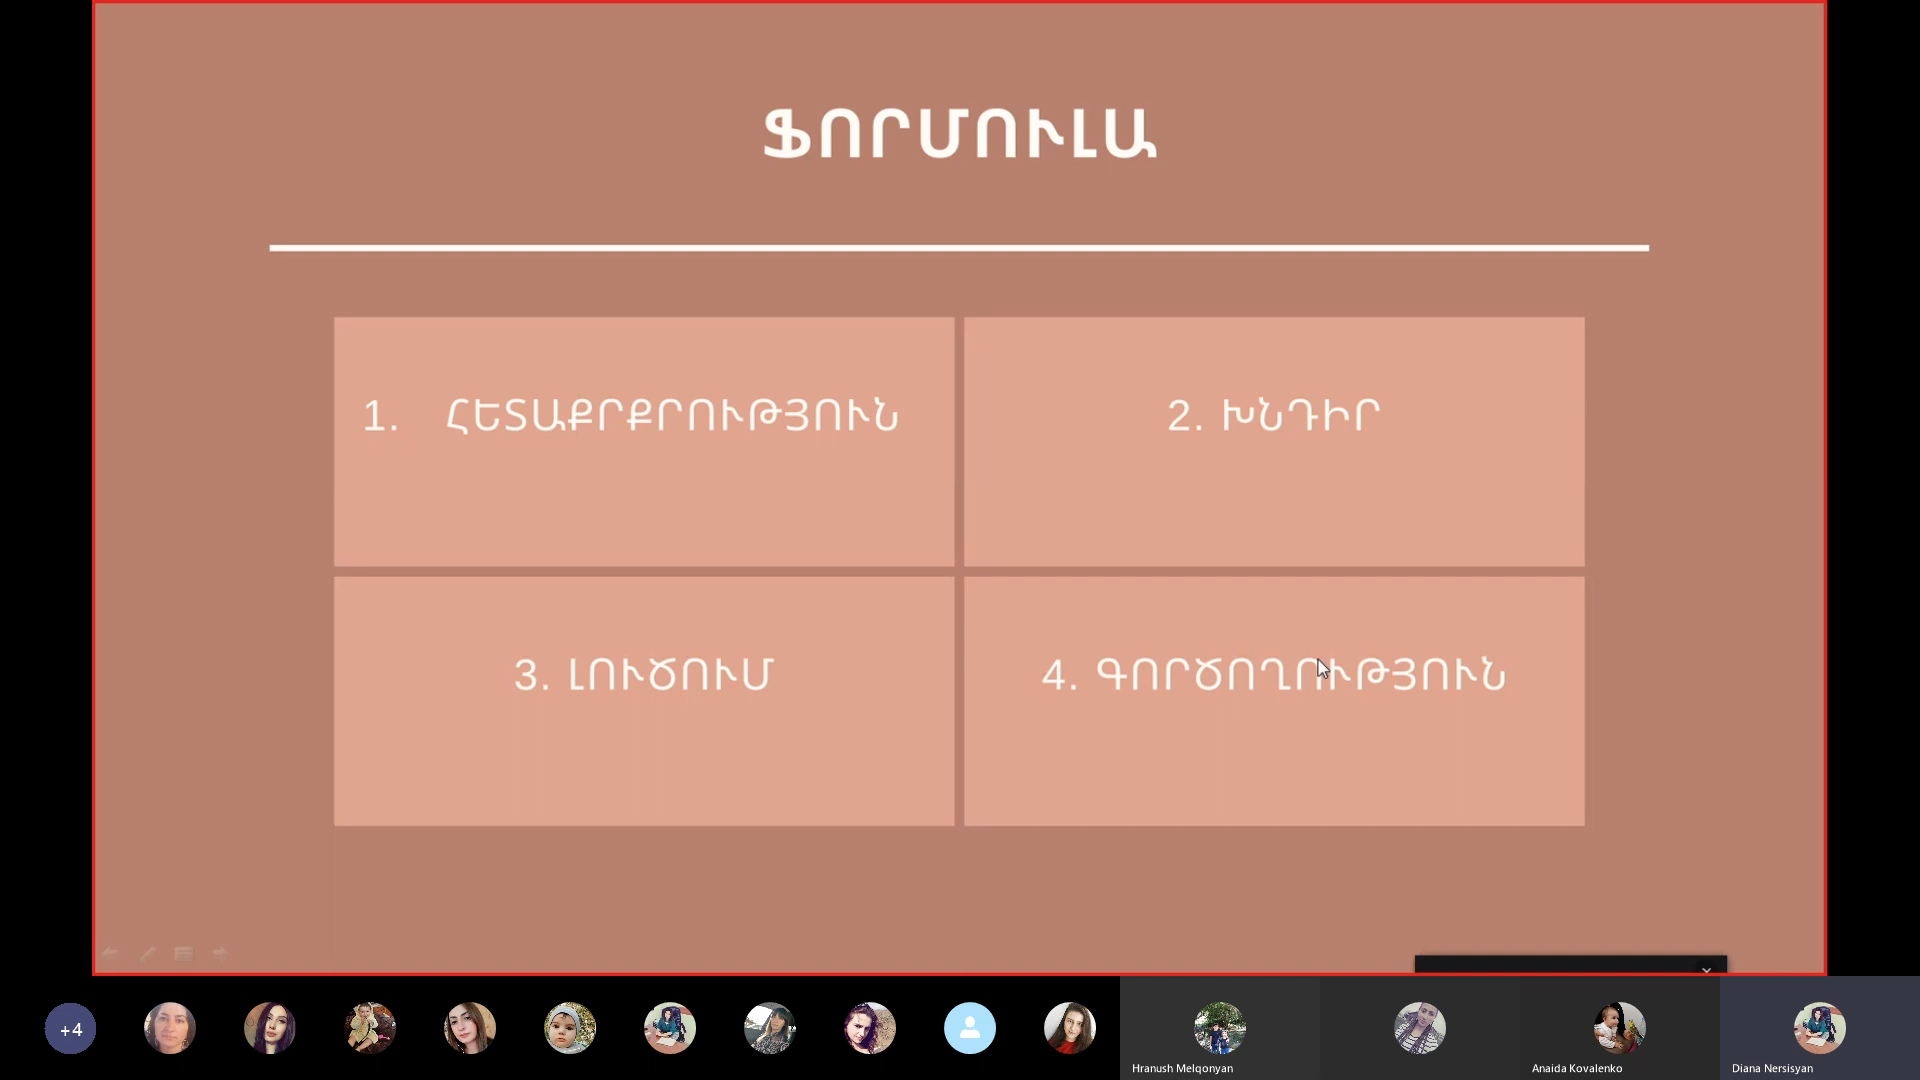 ՖՈՐՄՈՒԼԱ
1. ՀԵՏԱՔՐՔՐՈՒԹՅՈՒՆ
2. ԽՆԴԻՐ
3. ԼՈՒԾՈՒՄ
4. ԳՈՐԾՈՂՈՒԹՅՈՒՆ
+4
Hranush Melqonyan
Anaida Kovalenko
Diana Nersisyan